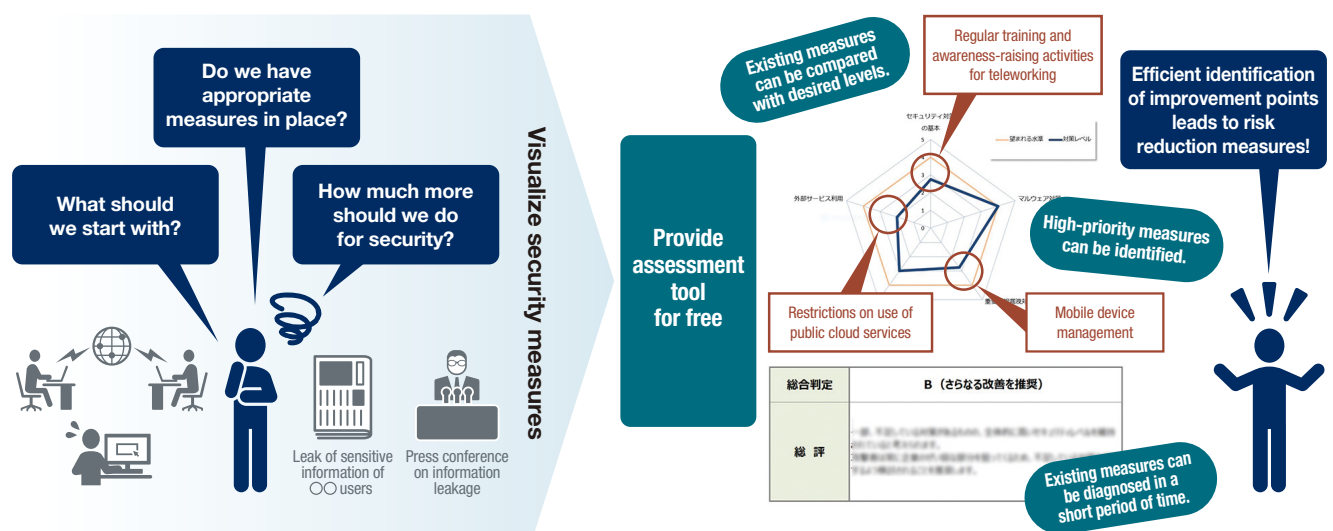 Do we have
appropriate
measures in place?
What should
we start with?
How much more
should we do
for security?
Leak of sensitive
information of
〇〇 users
Press conference
on information
leakage
Visualize security measures
Provide
assessment
tool
for free
Existing measures
can be compared
with desired levels.
Regular training and
awareness-raising activities
for teleworking
セキュリティ対
の基本
望まれる水準
対策レベル
5
4
3
2
1
0
外部サービス利用
マルウェア対
High-priority measures
can be identified.
Restrictions on use of
public cloud services
Mobile device
management
総合判定
B（さらなる改善を推奨）
総 評
Existing measures can
be diagnosed in a
short period of time.
Efficient identification
of improvement points
leads to risk
reduction measures!